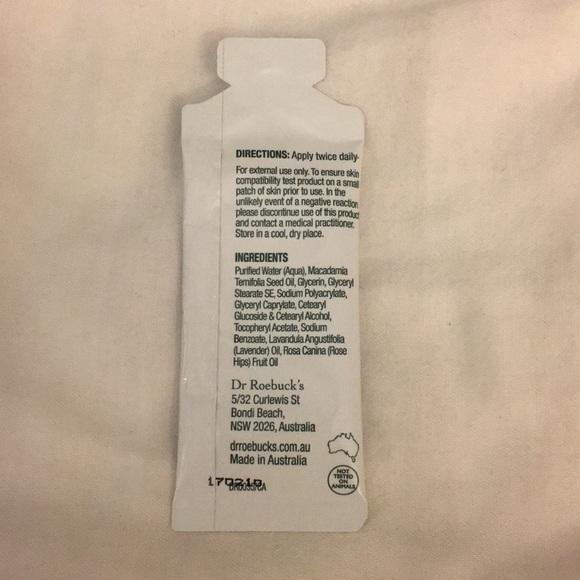 DIRECTIONS: Apply twice daily.
For external use only. To ensure skin
compatibility test product on a small
patch of skin prior to use. In the
unlikely event of a negative reaction
please discontinue use of this product
and contact a medical practitioner.
Store in a cool, dry place.
INGREDIENTS
Purified Water (Aqua), Macadamia
Ternifolia Seed Oil, Glycerin, Glyceryl
Stearate SE, Sodium Polyacrylate,
Glyceryl Caprylate, Cetearyl
Glucoside & Cetearyl Alcohol,
Tocopheryl Acetate, Sodium
Benzoate, Lavandula Angustifolia
(Lavender) Oil, Rosa Canina (Rose
Hips) Fruit Oil
Dr Roebuck's
5/32 Curlewis St
Bondi Beach,
NSW 2026, Australia
drroebucks.com.au
Made in Australia
NOT
TESTED
ON
ANIMALS